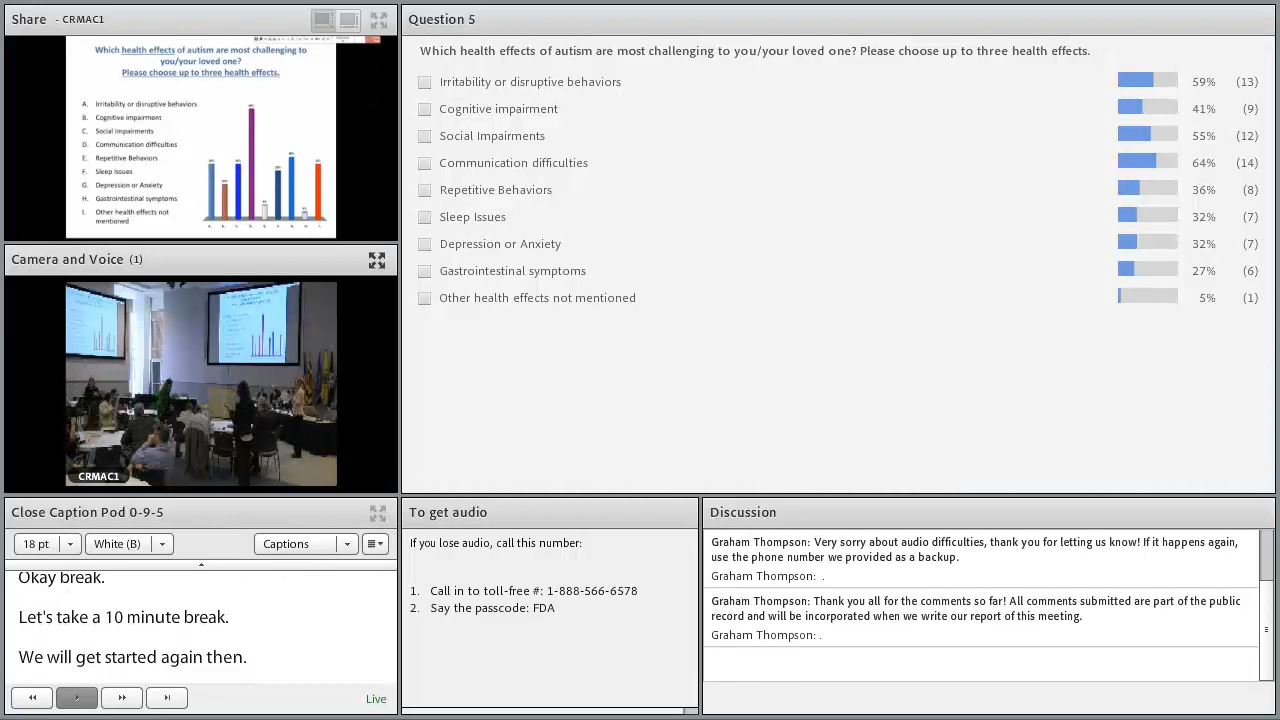 Share - CRMAC1
Which health effects of autism are most challenging to
you/your loved one?
Please choose up to three health effects.
A. Irritability or disruptive behaviors
B. Cognitive impairment
C. Social Impairments
D. Communication difficulties
E. Repetitive Behaviors
F. Sleep Issues
G. Depression or Anxiety
H. Gastrointestinal symptoms
I. Other health effects not
mentioned
Camera and Voice (1)
CRMAC1
Close Caption Pod 0-9-5
18 pt
White (B)
Captions
Okay break.
Let's take a 10 minute break.
We will get started again then.
Live
Question 5
Which health effects of autism are most challenging to you/your loved one? Please choose up to three health effects.
Irritability or disruptive behaviors 59% (13)
Cognitive impairment 41% (9)
Social Impairments 55% (12)
Communication difficulties 64% (14)
Repetitive Behaviors 36% (8)
Sleep Issues 32% (7)
Depression or Anxiety 32% (7)
Gastrointestinal symptoms 27% (6)
Other health effects not mentioned 5% (1)
To get audio
If you lose audio, call this number:
1. Call in to toll-free #: 1-888-566-6578
2. Say the passcode: FDA
Discussion
Graham Thompson: Very sorry about audio difficulties, thank you for letting us know! If it happens again,
use the phone number we provided as a backup.
Graham Thompson: .
Graham Thompson: Thank you all for the comments so far! All comments submitted are part of the public
record and will be incorporated when we write our report of this meeting.
Graham Thompson: .